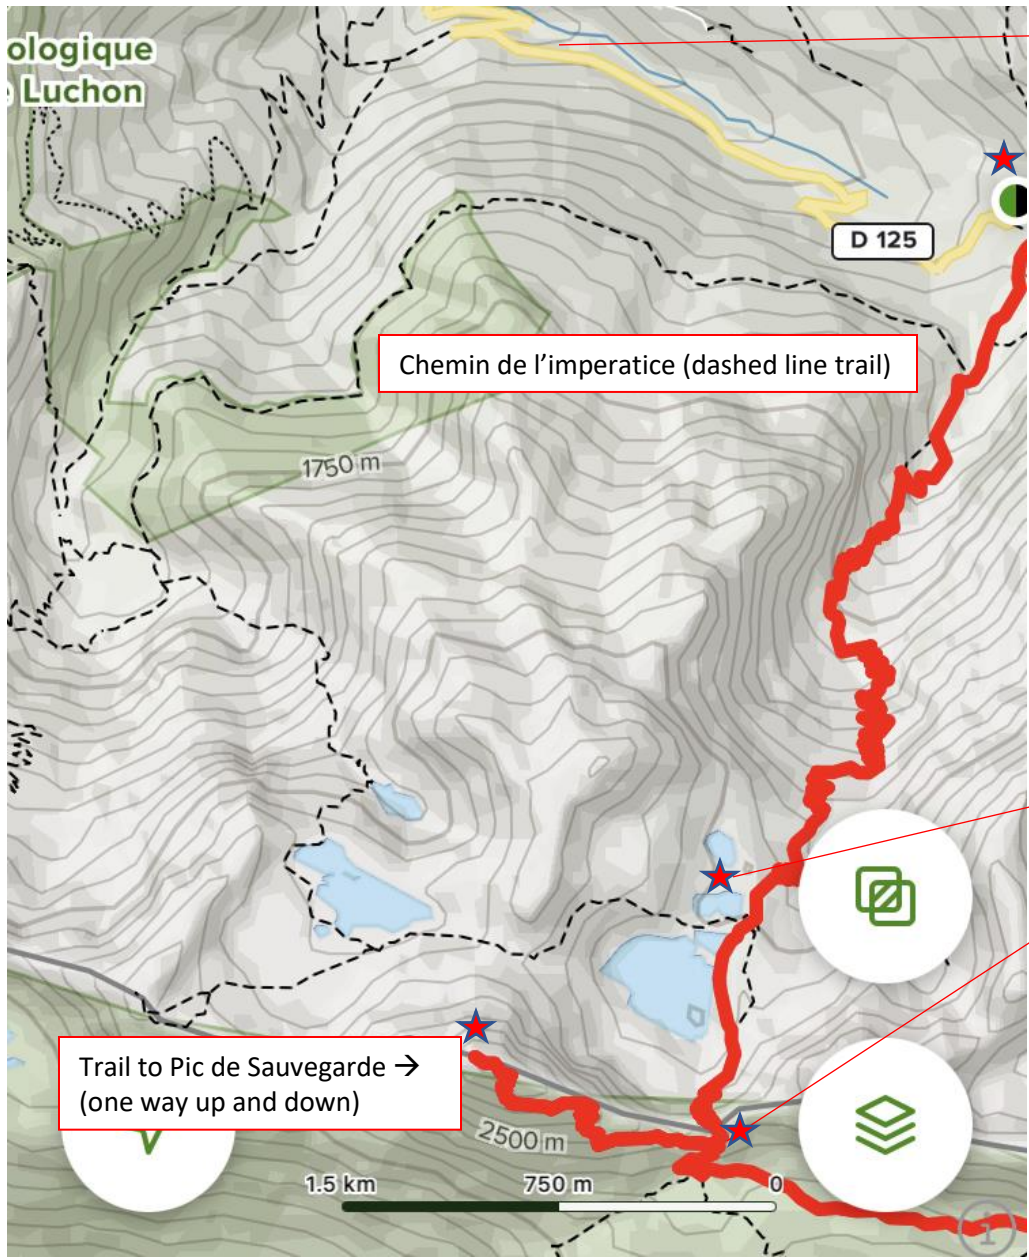 ologique
Luchon
D 125
Chemin de l’imperatice (dashed line trail)
1750 m
Trail to Pic de Sauvegarde →
(one way up and down)
2500 m
1.5 km 750 m 0
i